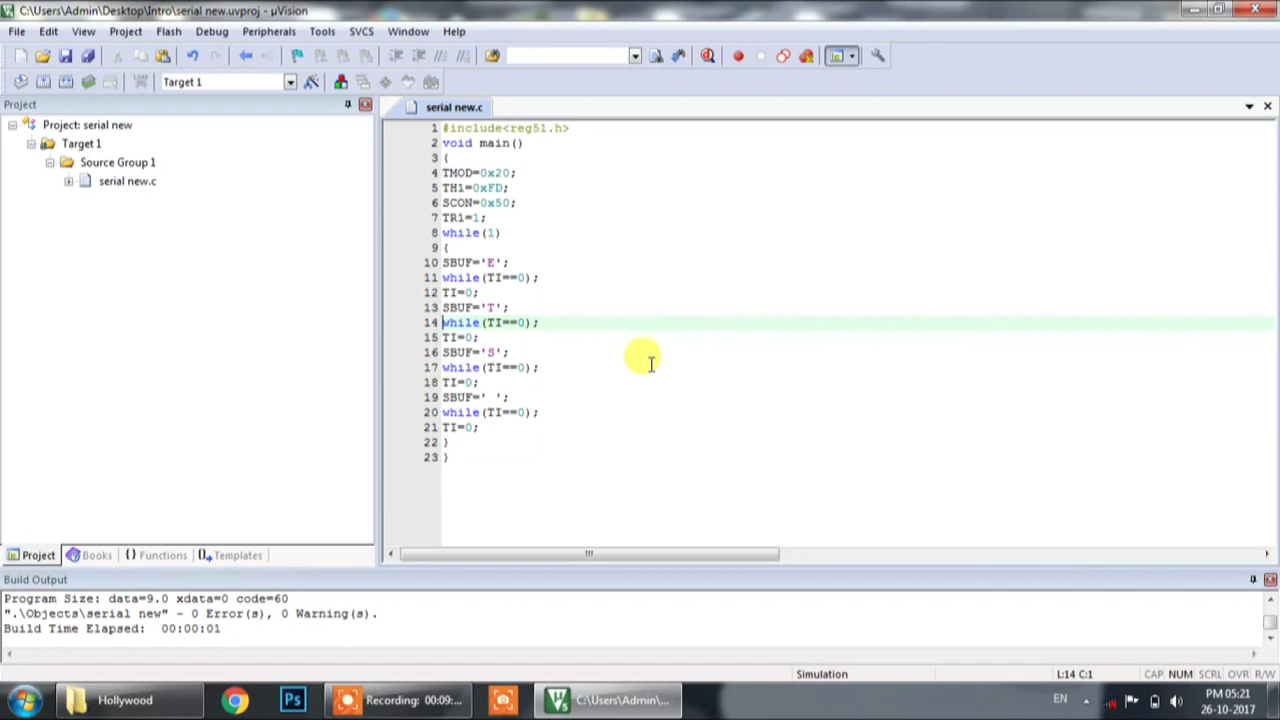 C:\Users\Admin\Desktop\Intro\serial new.uvproj - µVision
File Edit View Project Flash Debug Peripherals Tools SVCS Window Help
Target 1
Project
serial new.c
Project: serial new
Target 1
Source Group 1
serial new.c
1 #include<reg51.h>
2 void main()
3 {
4 TMOD=0x20;
5 TH1=0xFD;
6 SCON=0x50;
7 TR1=1;
8 while(1)
9 {
10 SBUF='E';
11 while(TI==0);
12 TI=0;
13 SBUF='T';
14 while(TI==0);
15 TI=0;
16 SBUF='S';
17 while(TI==0);
18 TI=0;
19 SBUF=' ';
20 while(TI==0);
21 TI=0;
22 }
23 }
Project Books {} Functions Templates
Build Output
Program Size: data=9.0 xdata=0 code=60
".\Objects\serial new" - 0 Error(s), 0 Warning(s).
Build Time Elapsed:  00:00:01
Simulation L:14 C:1 CAP NUM SCRL OVR R/W
Hollywood Ps Recording: 00:09:... C:\Users\Admin\... EN PM 05:21
26-10-2017